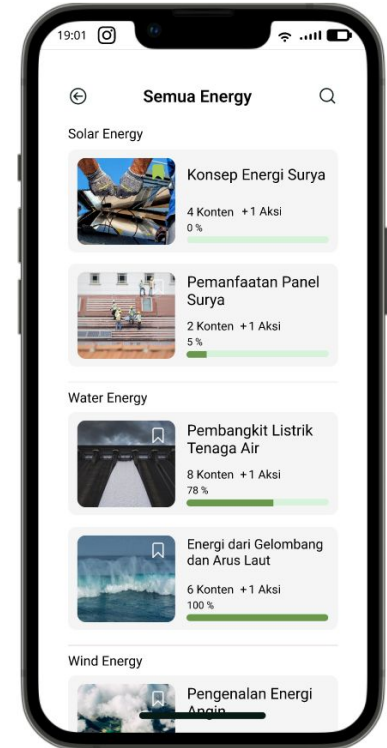 19:01
Semua Energy
Solar Energy
Konsep Energi Surya
4 Konten +1 Aksi
0 %
Pemanfaatan Panel
Surya
2 Konten +1 Aksi
5 %
Water Energy
Pembangkit Listrik
Tenaga Air
8 Konten +1 Aksi
78 %
Energi dari Gelombang
dan Arus Laut
6 Konten +1 Aksi
100 %
Wind Energy
Pengenalan Energi
Angin